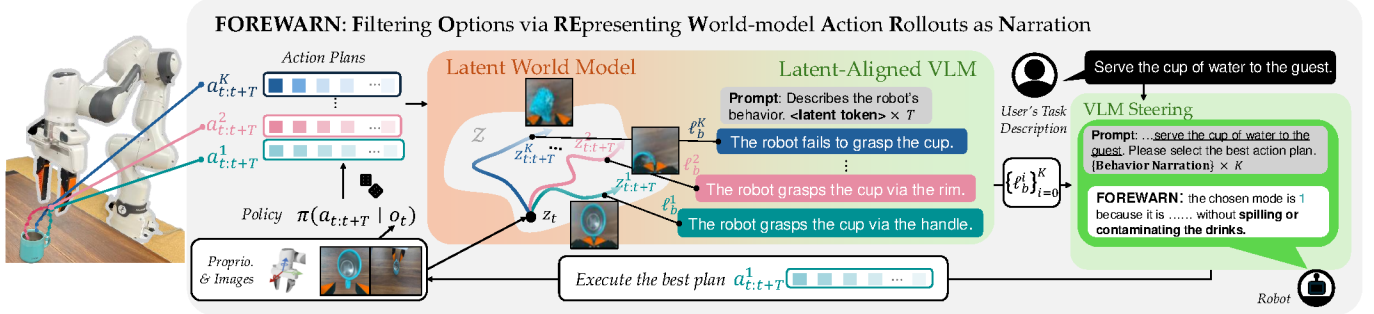 FOREWARN: Filtering Options via REpresenting World-model Action Rollouts as Narration
Action Plans
a^K_{t:t+T}
...
⋮
a^2_{t:t+T}
...
a^1_{t:t+T}
...
Policy π(a_{t:t+T} | o_t)
Proprio.
& Images
Latent World Model
Z
z^K_{t:t+T}
...
z^2_{t:t+T}
z^1_{t:t+T}
z_t
Latent-Aligned VLM
Prompt: Describes the robot's
behavior. <latent token> × T
ℓ^K_b
The robot fails to grasp the cup.
⋮
ℓ^2_b
The robot grasps the cup via the rim.
ℓ^1_b
The robot grasps the cup via the handle.
{ℓ^i_b}^K_{i=0}
User's Task
Description
Serve the cup of water to the guest.
VLM Steering
Prompt: ...serve the cup of water to the
guest. Please select the best action plan.
{Behavior Narration} × K
FOREWARN: the chosen mode is 1
because it is ...... without spilling or
contaminating the drinks.
Robot
Execute the best plan a^1_{t:t+T}
...